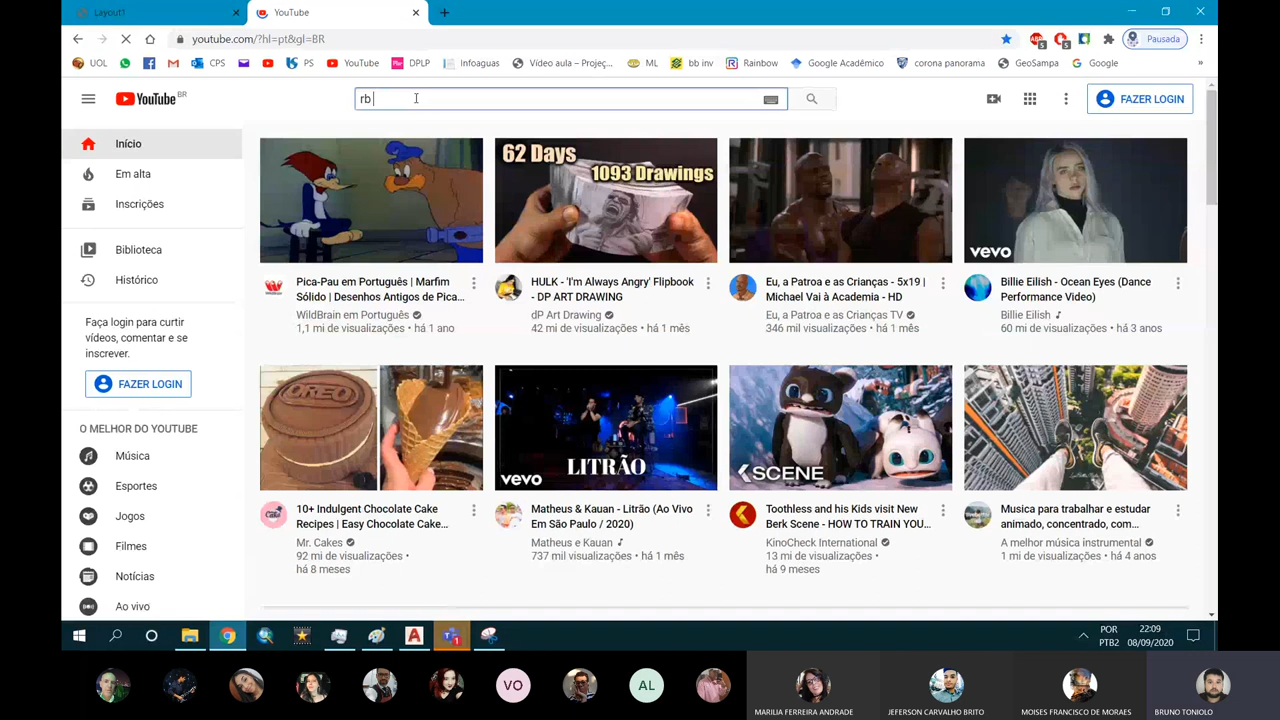 Layout1
YouTube
youtube.com/?hl=pt&gl=BR
5
5
Pausada
UOL
CPS
PS
YouTube
DPLP
Infoaguas
Vídeo aula – Projeç...
ML
bb inv
Rainbow
Google Acadêmico
corona panorama
GeoSampa
Google
»
YouTube BR
rb
FAZER LOGIN
Início
Em alta
Inscrições
Biblioteca
Histórico
Faça login para curtir
vídeos, comentar e se
inscrever.
FAZER LOGIN
O MELHOR DO YOUTUBE
Música
Esportes
Jogos
Filmes
Notícias
Ao vivo
Pica-Pau em Português | Marfim
Sólido | Desenhos Antigos de Pica...
WildBrain em Português
1,1 mi de visualizações • há 1 ano
62 Days
1093 Drawings
HULK - 'I'm Always Angry' Flipbook
- DP ART DRAWING
dP Art Drawing
42 mi de visualizações • há 1 mês
Eu, a Patroa e as Crianças - 5x19 |
Michael Vai à Academia - HD
Eu, a Patroa e as Crianças TV
346 mil visualizações • há 1 mês
vevo
Billie Eilish - Ocean Eyes (Dance
Performance Video)
Billie Eilish
60 mi de visualizações • há 3 anos
OREO
10+ Indulgent Chocolate Cake
Recipes | Easy Chocolate Cake...
Mr. Cakes
92 mi de visualizações •
há 8 meses
LITRÃO
vevo
Matheus & Kauan - Litrão (Ao Vivo
Em São Paulo / 2020)
Matheus e Kauan
737 mil visualizações • há 1 mês
SCENE
Toothless and his Kids visit New
Berk Scene - HOW TO TRAIN YOU...
KinoCheck International
13 mi de visualizações •
há 9 meses
Musica para trabalhar e estudar
animado, concentrado, com...
A melhor música instrumental
1 mi de visualizações • há 4 anos
POR
PTB2
22:09
08/09/2020
VO
AL
MARILIA FERREIRA ANDRADE
JEFERSON CARVALHO BRITO
MOISES FRANCISCO DE MORAES
BRUNO TONIOLO